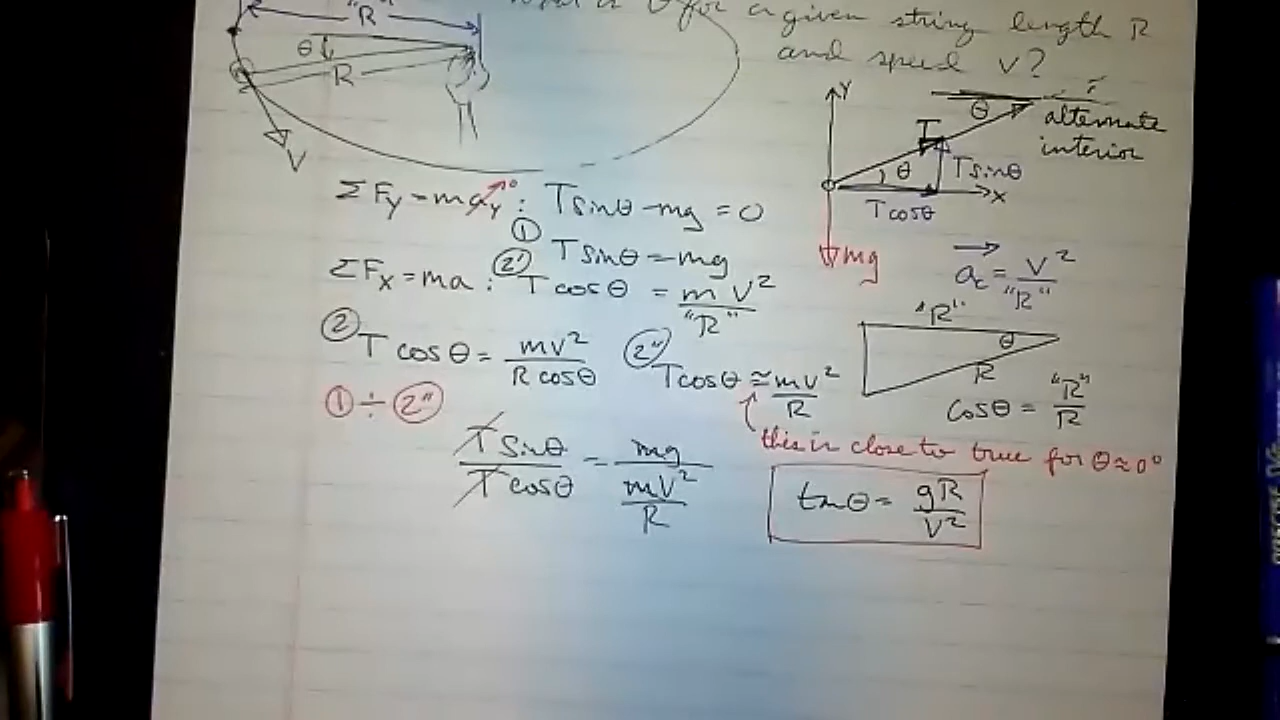 "R"
θ for a given string length R
and speed v?
θ
R
V
Y
θ
alternate
interior
T
θ
Tsinθ
x
Tcosθ
mg
ΣFy = may 0 : Tsinθ - mg = 0
① Tsinθ = mg
ΣFx = ma : ②' Tcosθ = m V² / "R"
ac = V² / "R"
② Tcosθ = mv² / R cosθ
②" Tcosθ ≅ mv² / R
"R"
θ
R
cosθ = "R" / R
① ÷ ②"
this is close to true for θ ≈ 0°
Tsinθ / Tcosθ = mg / (mV² / R)
tanθ = gR / V²